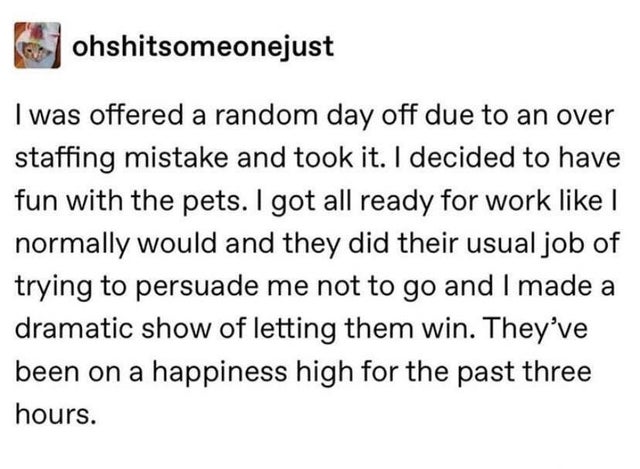 ohshitsomeonejust
I was offered a random day off due to an over
staffing mistake and took it. I decided to have
fun with the pets. I got all ready for work like I
normally would and they did their usual job of
trying to persuade me not to go and I made a
dramatic show of letting them win. They’ve
been on a happiness high for the past three
hours.